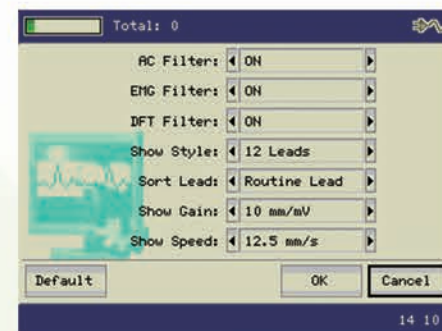 Total: 0
AC Filter: ON
EMG Filter: ON
DFT Filter: ON
Show Style: 12 Leads
Sort Lead: Routine Lead
Show Gain: 10 mm/mV
Show Speed: 12.5 mm/s
Default OK Cancel
14 10